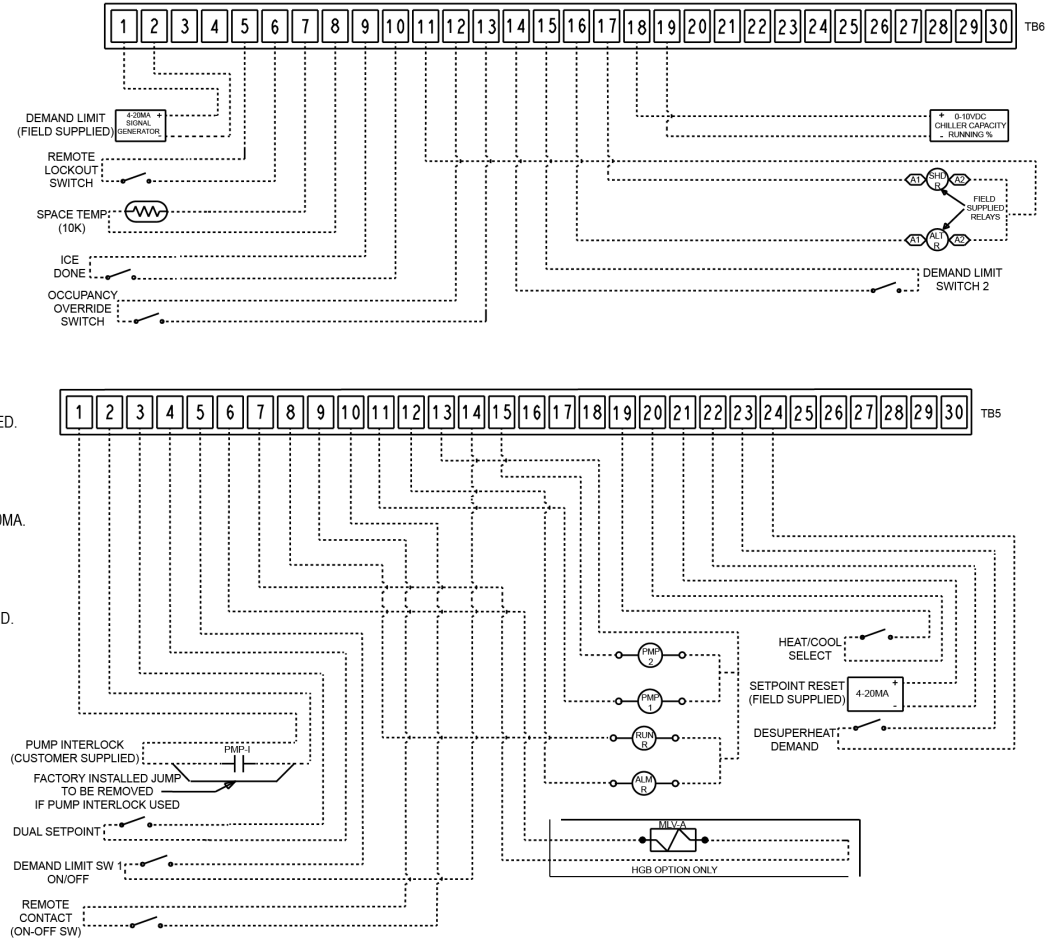 1 2 3 4 5 6 7 8 9 10 11 12 13 14 15 16 17 18 19 20 21 22 23 24 25 26 27 28 29 30 TB6
DEMAND LIMIT
(FIELD SUPPLIED)
4-20MA +
SIGNAL
GENERATOR -
+ 0-10VDC
CHILLER CAPACITY
- RUNNING %
REMOTE
LOCKOUT
SWITCH
A1 SHD R A2
FIELD
SUPPLIED
RELAYS
SPACE TEMP
(10K)
A1 ALT R A2
ICE
DONE
DEMAND LIMIT
SWITCH 2
OCCUPANCY
OVERRIDE
SWITCH
1 2 3 4 5 6 7 8 9 10 11 12 13 14 15 16 17 18 19 20 21 22 23 24 25 26 27 28 29 30 TB5
ED.
0MA.
D.
PMP
2
HEAT/COOL
SELECT
PMP
1
SETPOINT RESET
(FIELD SUPPLIED)
4-20MA
+
-
RUN
R
DESUPERHEAT
DEMAND
ALM
R
PUMP INTERLOCK
(CUSTOMER SUPPLIED)
PMP-I
FACTORY INSTALLED JUMP
TO BE REMOVED
IF PUMP INTERLOCK USED
DUAL SETPOINT
MLV-A
HGB OPTION ONLY
DEMAND LIMIT SW 1
ON/OFF
REMOTE
CONTACT
(ON-OFF SW)